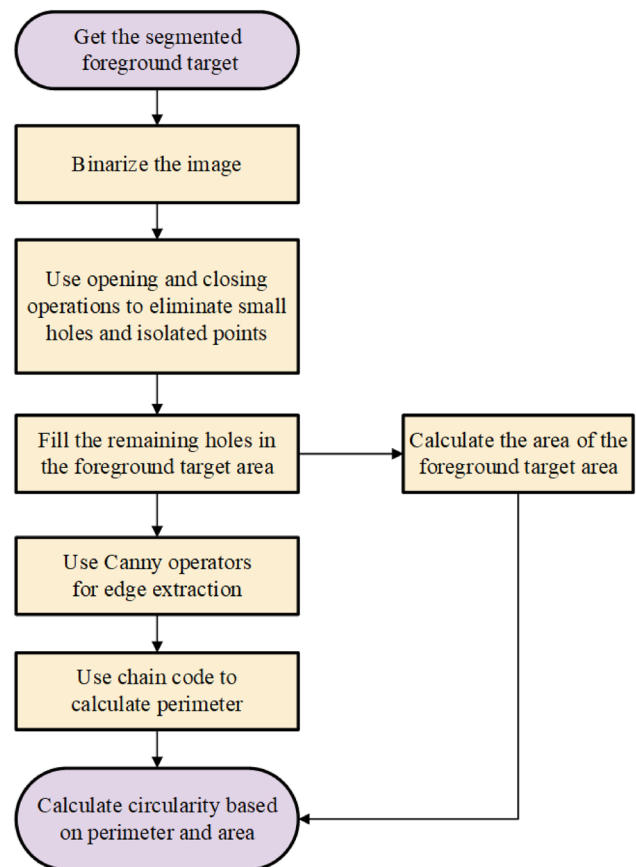 Get the segmented
foreground target
Binarize the image
Use opening and closing
operations to eliminate small
holes and isolated points
Fill the remaining holes in
the foreground target area
Calculate the area of the
foreground target area
Use Canny operators
for edge extraction
Use chain code to
calculate perimeter
Calculate circularity based
on perimeter and area